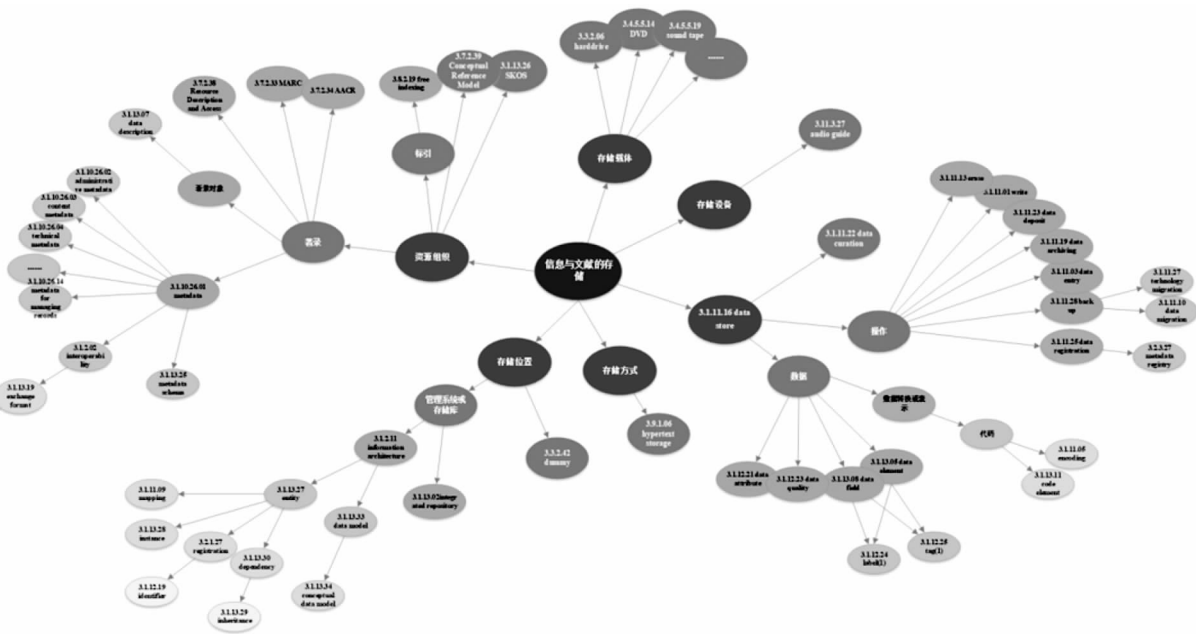 3.3.2.06
harddrive
3.4.5.5.14
DVD
3.4.5.5.19
sound tape
------
3.7.2.39
Conceptual
Reference
Model
3.1.13.26
SKOS
3.8.2.19 free
indexing
3.7.2.33 MARC
3.7.2.34 AACR
3.7.2.38
Resource
Description
and Access
3.1.13.07
data
description
标引
存储载体
3.11.3.27
audio guide
存储设备
著录对象
著录
资源组织
信息与文献的存
储
3.1.10.26.02
administrati
ve metadata
3.1.10.26.03
content
metadata
3.1.10.26.04
technical
metadata
------
3.1.10.25.14
metadata
for
managing
records
3.1.10.26.01
metadata
3.1.2.02
interoperabi
lity
3.1.13.19
exchange
format
3.1.13.25
metadata
schema
3.1.11.22 data
curation
3.1.11.16 data
store
操作
3.1.11.13 erase
3.1.11.01 write
3.1.11.23 data
deposit
3.1.11.19 data
archiving
3.1.11.03 data
entry
3.1.11.28 back
up
3.1.11.27
technology
migration
3.1.11.10
data
migration
3.1.11.25 data
registration
3.2.3.27
metadata
registry
存储位置
存储方式
3.9.1.06
hypertext
storage
3.3.2.42
dummy
管理系统或
存储库
3.1.2.11
information
architecture
3.1.13.02integr
ated repository
3.1.13.27
entity
3.1.11.09
mapping
3.1.13.28
instance
3.2.1.27
registration
3.1.13.30
dependency
3.1.12.19
identifier
3.1.13.29
inheritance
3.1.13.33
data model
3.1.13.34
conceptual
data model
数据
3.1.12.21 data
attribute
3.1.12.23 data
quality
3.1.13.08 data
field
3.1.13.05 data
element
3.1.12.24
label(1)
3.1.12.25
tag(1)
代码
3.1.11.05
encoding
3.1.13.11
code
element